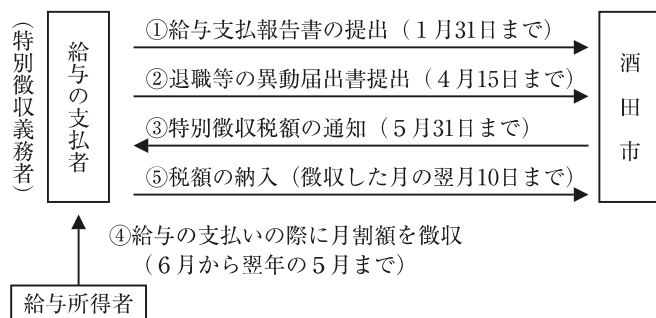 （特別徴収義務者）
給与の支払者
①給与支払報告書の提出（１月31日まで）
②退職等の異動届出書提出（４月15日まで）
③特別徴収税額の通知（５月31日まで）
⑤税額の納入（徴収した月の翌月10日まで）
酒田市
④給与の支払いの際に月割額を徴収
（６月から翌年の５月まで）
給与所得者